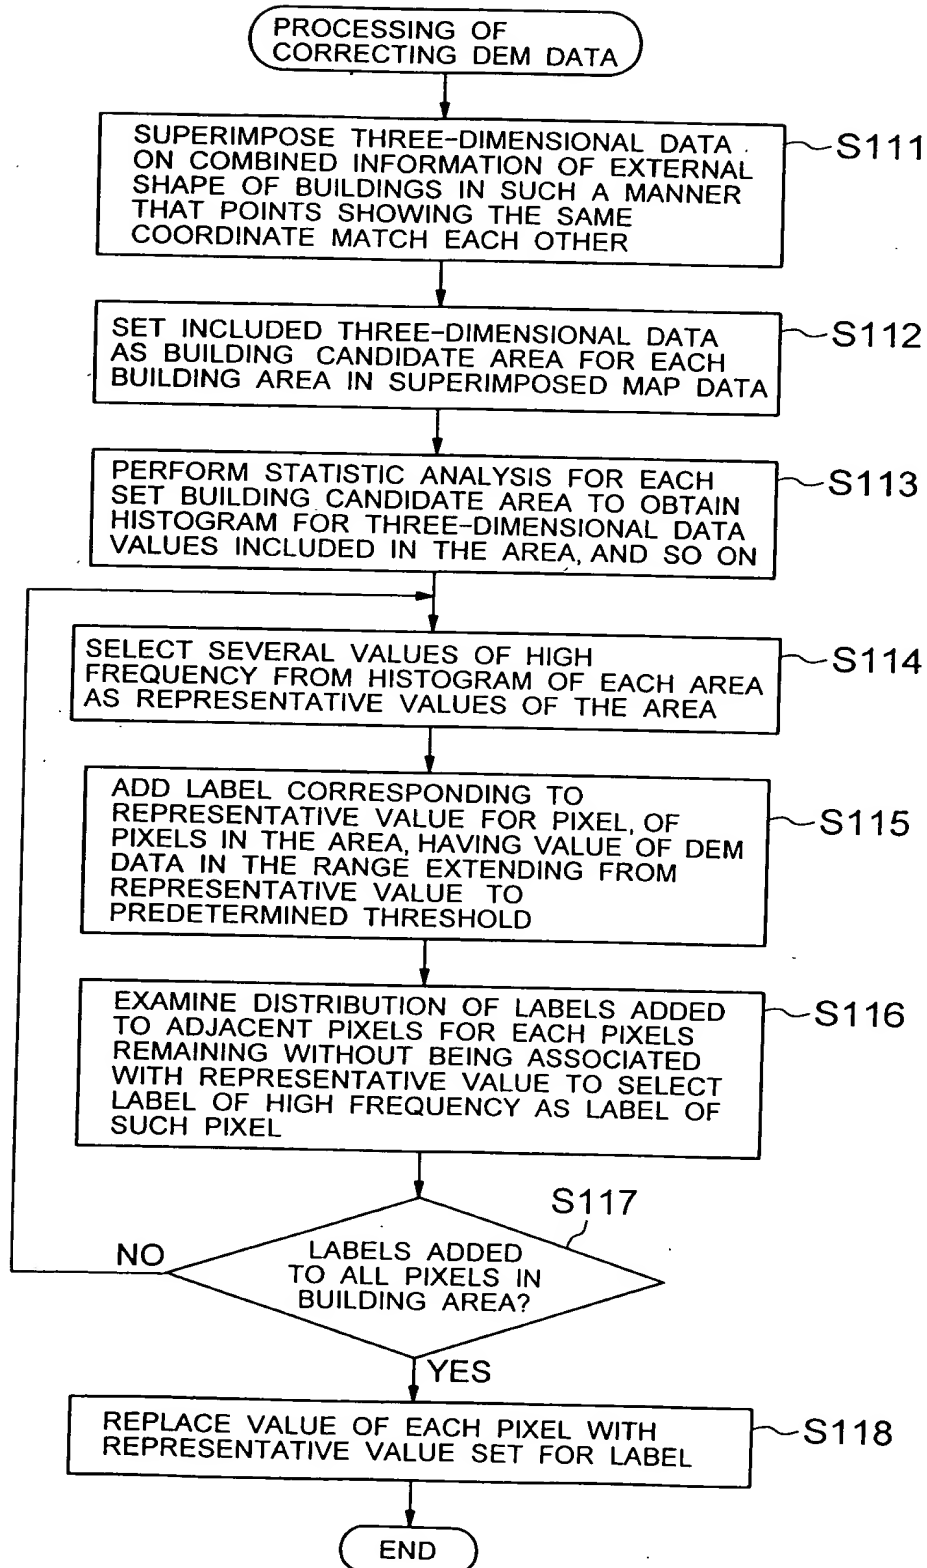 PROCESSING OF
CORRECTING DEM DATA
SUPERIMPOSE THREE-DIMENSIONAL DATA
ON COMBINED INFORMATION OF EXTERNAL
SHAPE OF BUILDINGS IN SUCH A MANNER
THAT POINTS SHOWING THE SAME
COORDINATE MATCH EACH OTHER
S111
SET INCLUDED THREE-DIMENSIONAL DATA
AS BUILDING CANDIDATE AREA FOR EACH
BUILDING AREA IN SUPERIMPOSED MAP DATA
S112
PERFORM STATISTIC ANALYSIS FOR EACH
SET BUILDING CANDIDATE AREA TO OBTAIN
HISTOGRAM FOR THREE-DIMENSIONAL DATA
VALUES INCLUDED IN THE AREA, AND SO ON
S113
SELECT SEVERAL VALUES OF HIGH
FREQUENCY FROM HISTOGRAM OF EACH AREA
AS REPRESENTATIVE VALUES OF THE AREA
S114
ADD LABEL CORRESPONDING TO
REPRESENTATIVE VALUE FOR PIXEL, OF
PIXELS IN THE AREA, HAVING VALUE OF DEM
DATA IN THE RANGE EXTENDING FROM
REPRESENTATIVE VALUE TO
PREDETERMINED THRESHOLD
S115
EXAMINE DISTRIBUTION OF LABELS ADDED
TO ADJACENT PIXELS FOR EACH PIXELS
REMAINING WITHOUT BEING ASSOCIATED
WITH REPRESENTATIVE VALUE TO SELECT
LABEL OF HIGH FREQUENCY AS LABEL OF
SUCH PIXEL
S116
S117
NO
LABELS ADDED
TO ALL PIXELS IN
BUILDING AREA?
YES
REPLACE VALUE OF EACH PIXEL WITH
REPRESENTATIVE VALUE SET FOR LABEL
S118
END